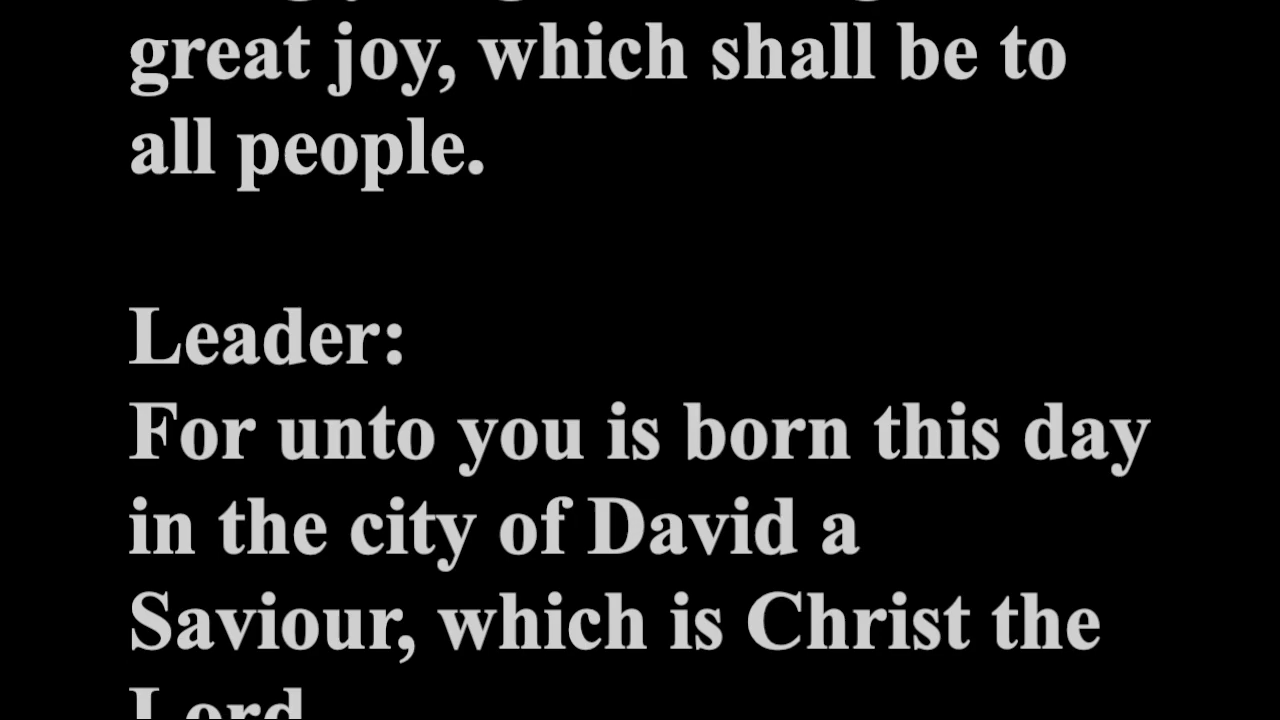 great joy, which shall be to
all people.
Leader:
For unto you is born this day
in the city of David a
Saviour, which is Christ the
Lord